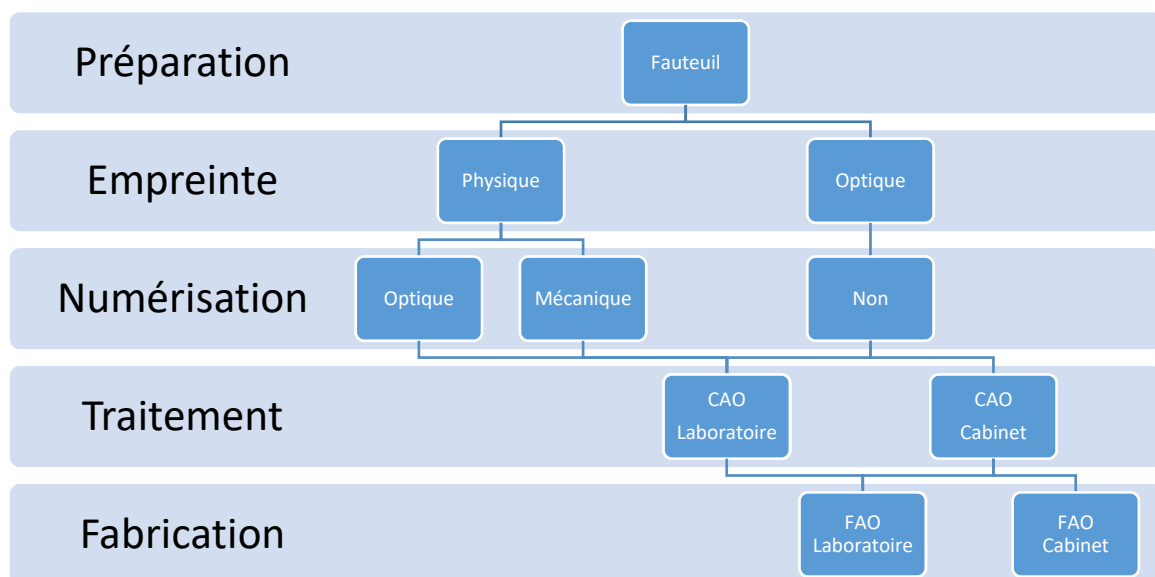 Préparation
Fauteuil
Empreinte
Physique
Optique
Numérisation
Optique
Mécanique
Non
Traitement
CAO
Laboratoire
CAO
Cabinet
Fabrication
FAO
Laboratoire
FAO
Cabinet